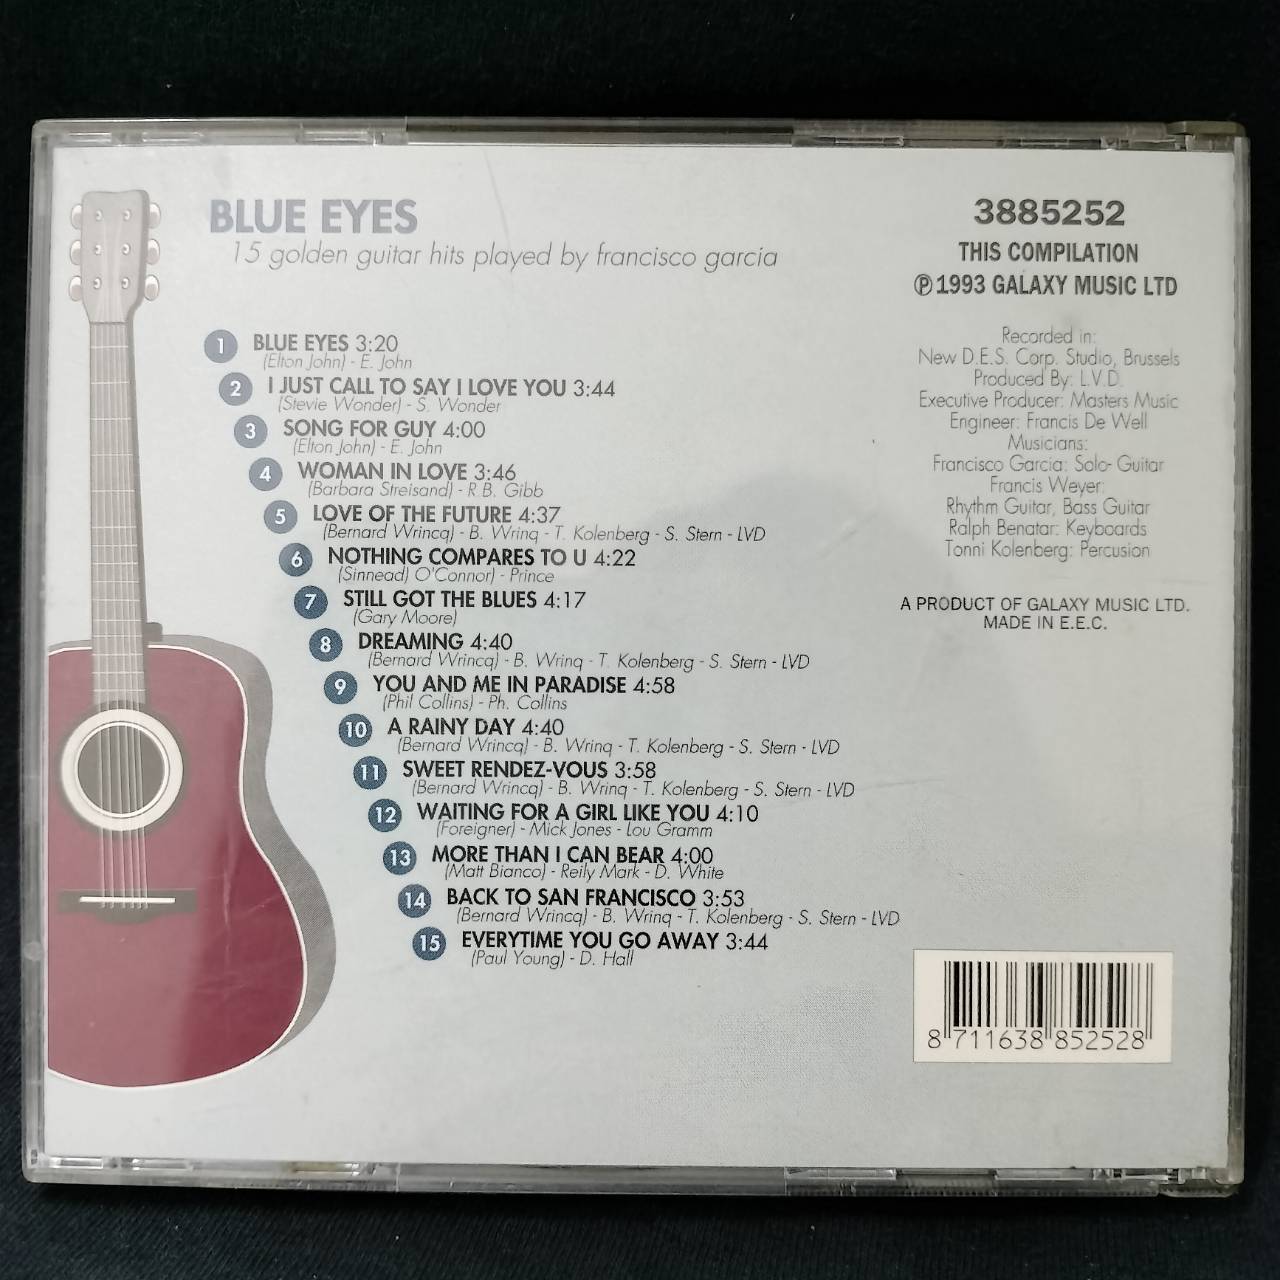 BLUE EYES
15 golden guitar hits played by francisco garcia
1 BLUE EYES 3:20
(Elton John) - E. John
2 I JUST CALL TO SAY I LOVE YOU 3:44
(Stevie Wonder) - S. Wonder
3 SONG FOR GUY 4:00
(Elton John) - E. John
4 WOMAN IN LOVE 3:46
(Barbara Streisand) - R.B. Gibb
5 LOVE OF THE FUTURE 4:37
(Bernard Wrincq) - B. Wrinq - T. Kolenberg - S. Stern - LVD
6 NOTHING COMPARES TO U 4:22
(Sinnead) O'Connor) - Prince
7 STILL GOT THE BLUES 4:17
(Gary Moore)
8 DREAMING 4:40
(Bernard Wrincq) - B. Wrinq - T. Kolenberg - S. Stern - LVD
9 YOU AND ME IN PARADISE 4:58
(Phil Collins) - Ph. Collins
10 A RAINY DAY 4:40
(Bernard Wrincq) - B. Wrinq - T. Kolenberg - S. Stern - LVD
11 SWEET RENDEZ-VOUS 3:58
(Bernard Wrincq) - B. Wrinq - T. Kolenberg - S. Stern - LVD
12 WAITING FOR A GIRL LIKE YOU 4:10
(Foreigner) - Mick Jones - Lou Gramm
13 MORE THAN I CAN BEAR 4:00
(Matt Bianco) - Reily Mark - D. White
14 BACK TO SAN FRANCISCO 3:53
(Bernard Wrincq) - B. Wrinq - T. Kolenberg - S. Stern - LVD
15 EVERYTIME YOU GO AWAY 3:44
(Paul Young) - D. Hall
3885252
THIS COMPILATION
℗ 1993 GALAXY MUSIC LTD
Recorded in:
New D.E.S. Corp. Studio, Brussels
Produced By: L.V.D.
Executive Producer: Masters Music
Engineer: Francis De Well
Musicians:
Francisco Garcia: Solo- Guitar
Francis Weyer:
Rhythm Guitar, Bass Guitar
Ralph Benatar: Keyboards
Tonni Kolenberg: Percusion
A PRODUCT OF GALAXY MUSIC LTD.
MADE IN E.E.C.
8 711638 852528